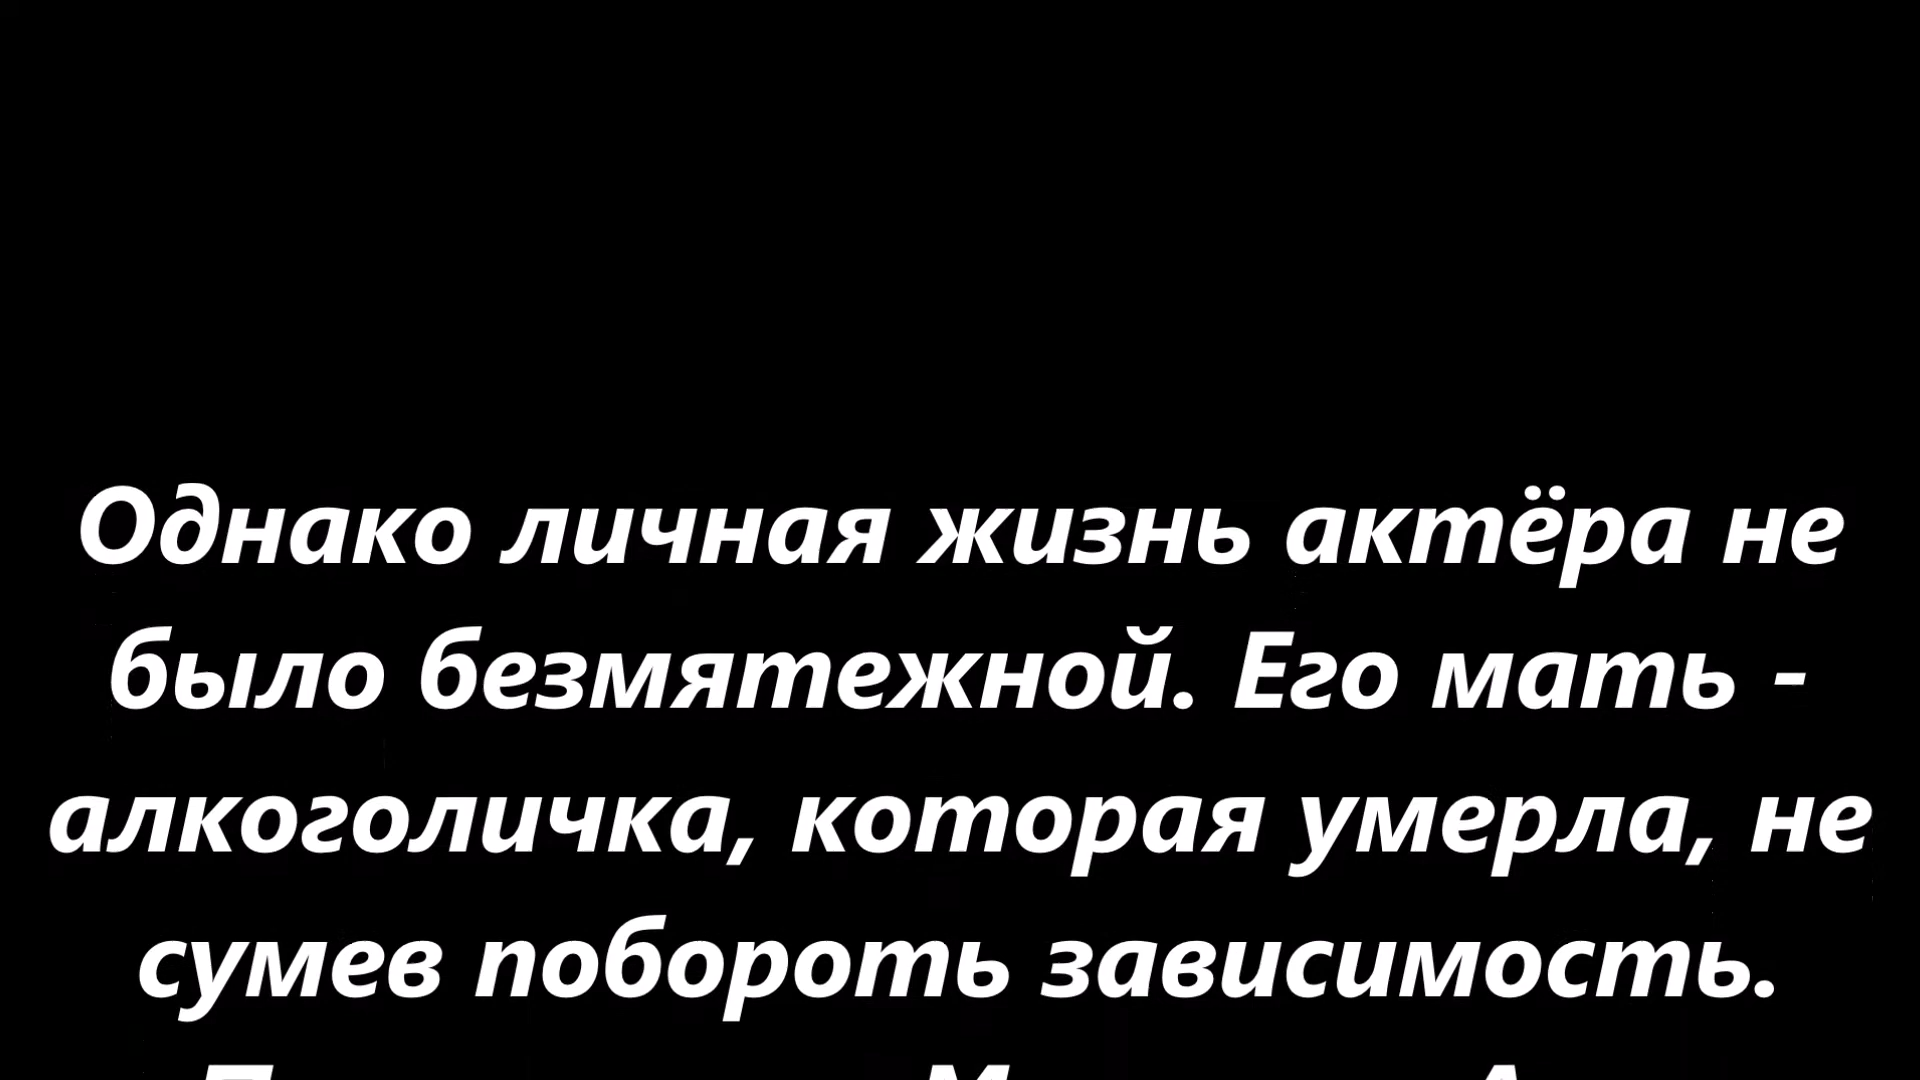 Однако личная жизнь актёра не
было безмятежной. Его мать -
алкоголичка, которая умерла, не
сумев побороть зависимость.